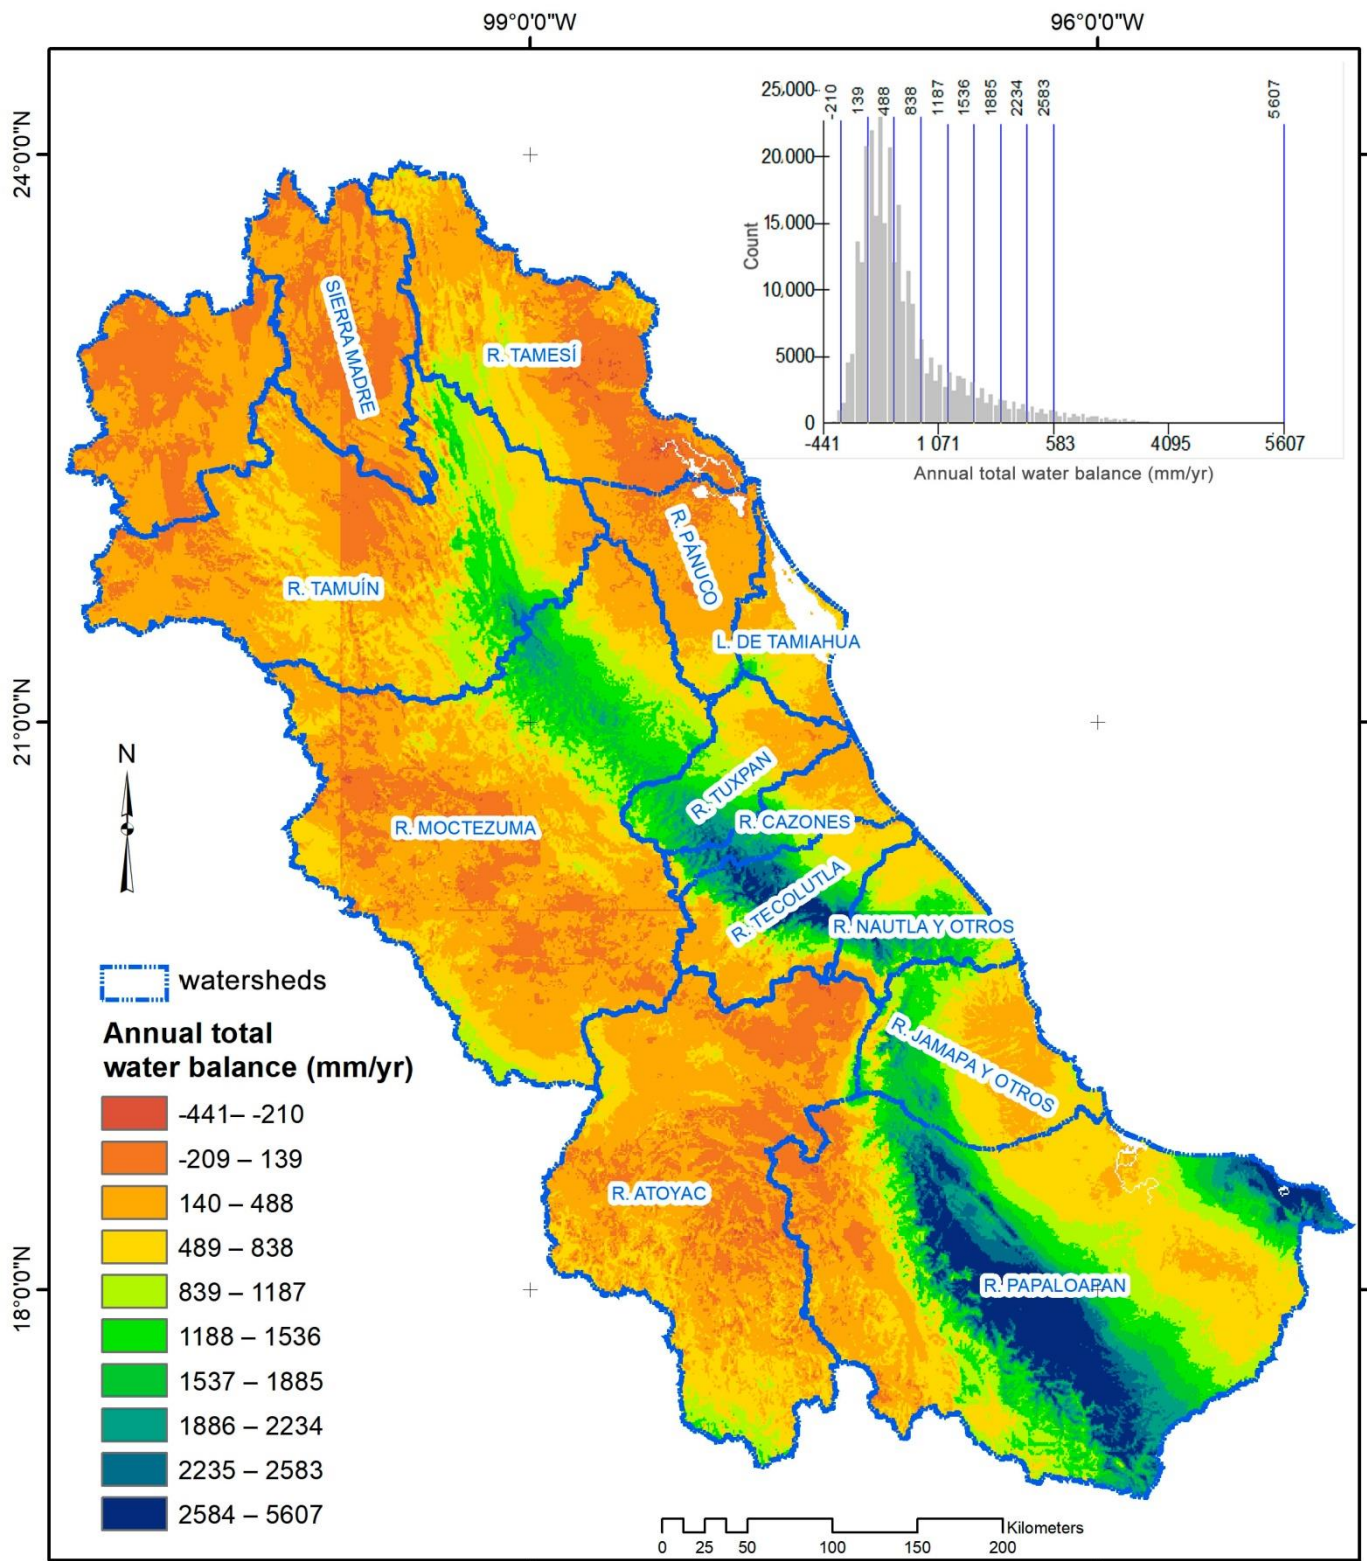 99°0'0"W
96°0'0"W
24°0'0"N
21°0'0"N
18°0'0"N
-210
139
488
838
1187
1536
1885
2234
2583
5607
25,000
20.000
15.000
10,000
5000
0
Count
-441
1 071
583
4095
5607
Annual total water balance (mm/yr)
SIERRA MADRE
R. TAMESÍ
R. PÁNUCO
R. TAMUÍN
L. DE TAMIAHUA
R. TUXPAN
R. CAZONES
R. MOCTEZUMA
R. TECOLUTLA
R. NAUTLA Y OTROS
R. JAMAPA Y OTROS
R. ATOYAC
R. PAPALOAPAN
N
watersheds
Annual total
water balance (mm/yr)
-441– -210
-209 – 139
140 – 488
489 – 838
839 – 1187
1188 – 1536
1537 – 1885
1886 – 2234
2235 – 2583
2584 – 5607
Kilometers
0 25 50 100 150 200